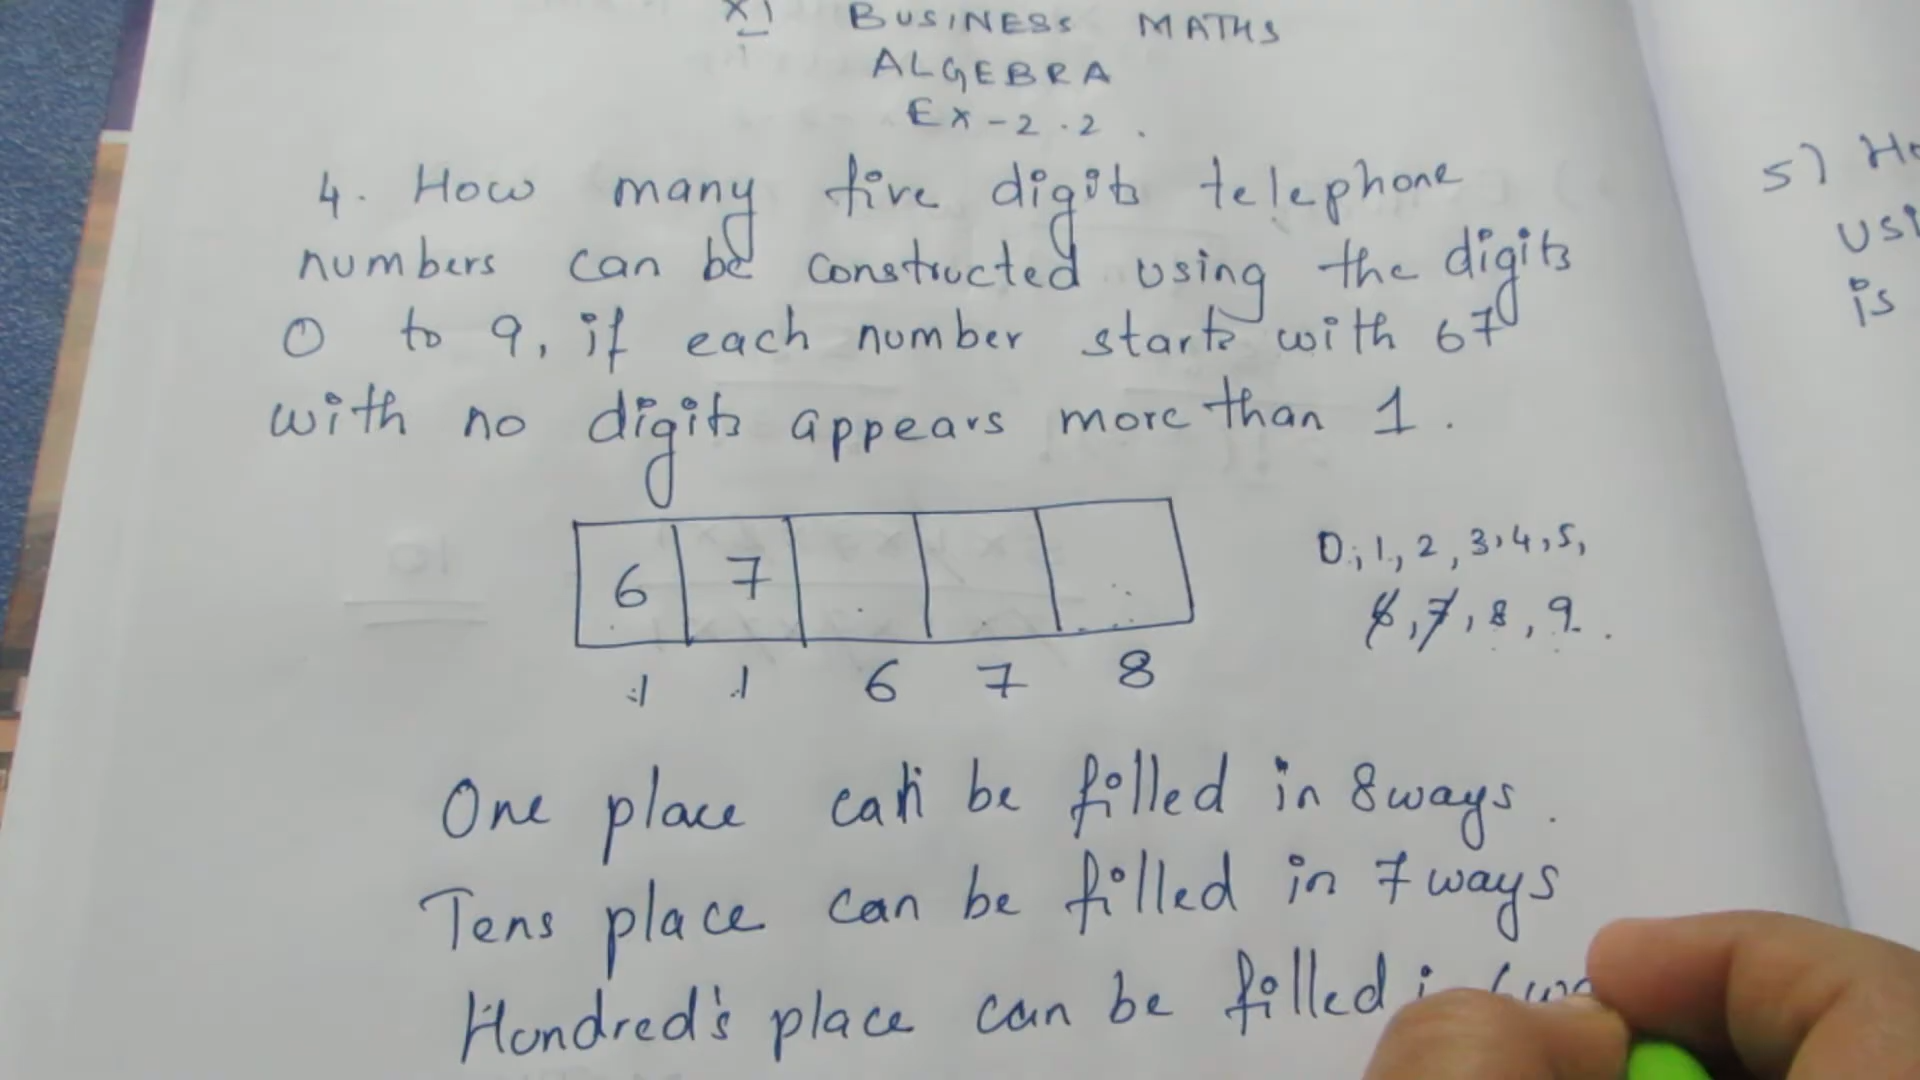 XI BUSINESS MATHS
ALGEBRA
Ex-2.2.
4. How many five digits telephone
numbers can be constructed using the digits
0 to 9, if each number starts with 67
with no digits appears more than 1.
6 7
0, 1, 2, 3, 4, 5,
6, 7, 8, 9.
1 1 6 7 8
One place can be filled in 8 ways.
Tens place can be filled in 7 ways
Hundred's place can be filled
5)
is